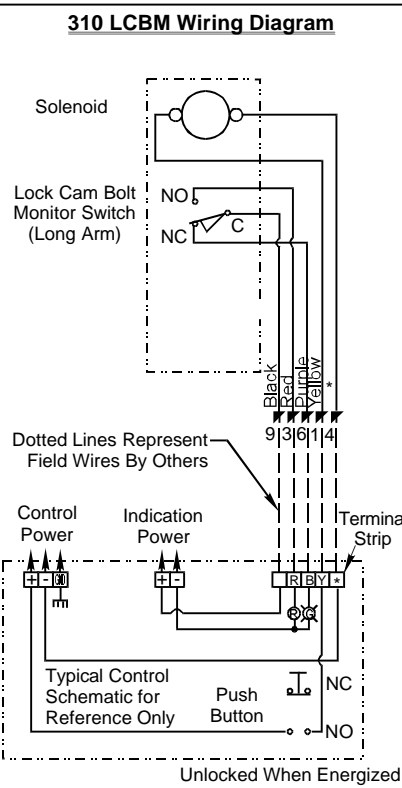 310 LCBM Wiring Diagram
Solenoid
Lock Cam Bolt
Monitor Switch
(Long Arm)
NO
C
NC
Black
Red
Purple
Yellow
*
9 3 6 1 4
Dotted Lines Represent
Field Wires By Others
Control
Power
Indication
Power
Termina
Strip
+ - GND
+ -
R B Y *
R G
Typical Control
Schematic for
Reference Only
Push
Button
NC
NO
Unlocked When Energized